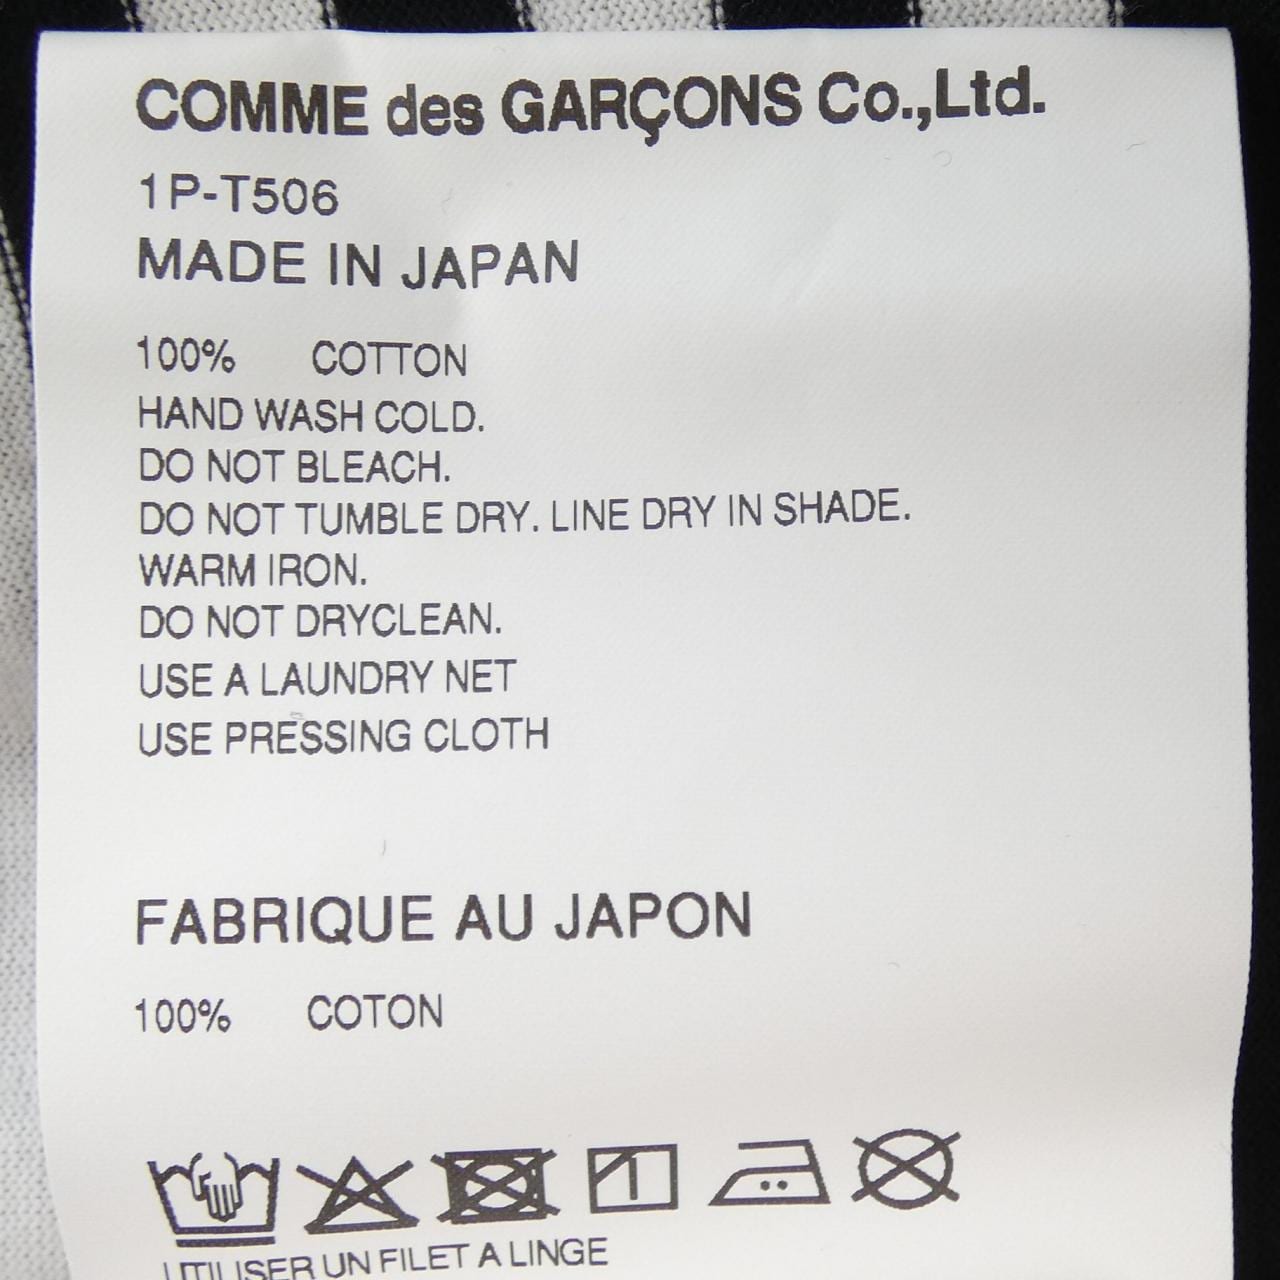 COMME des GARÇONS Co.,Ltd.
1P-T506
MADE IN JAPAN
100% COTTON
HAND WASH COLD.
DO NOT BLEACH.
DO NOT TUMBLE DRY. LINE DRY IN SHADE.
WARM IRON.
DO NOT DRYCLEAN.
USE A LAUNDRY NET
USE PRESSING CLOTH
FABRIQUE AU JAPON
100% COTON
UTILISER UN FILET A LINGE